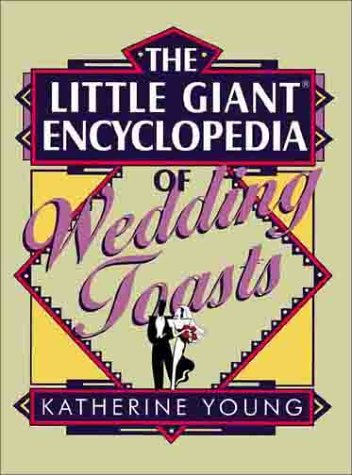 THE
LITTLE GIANT®
ENCYCLOPEDIA
OF
Wedding
Toasts
KATHERINE YOUNG